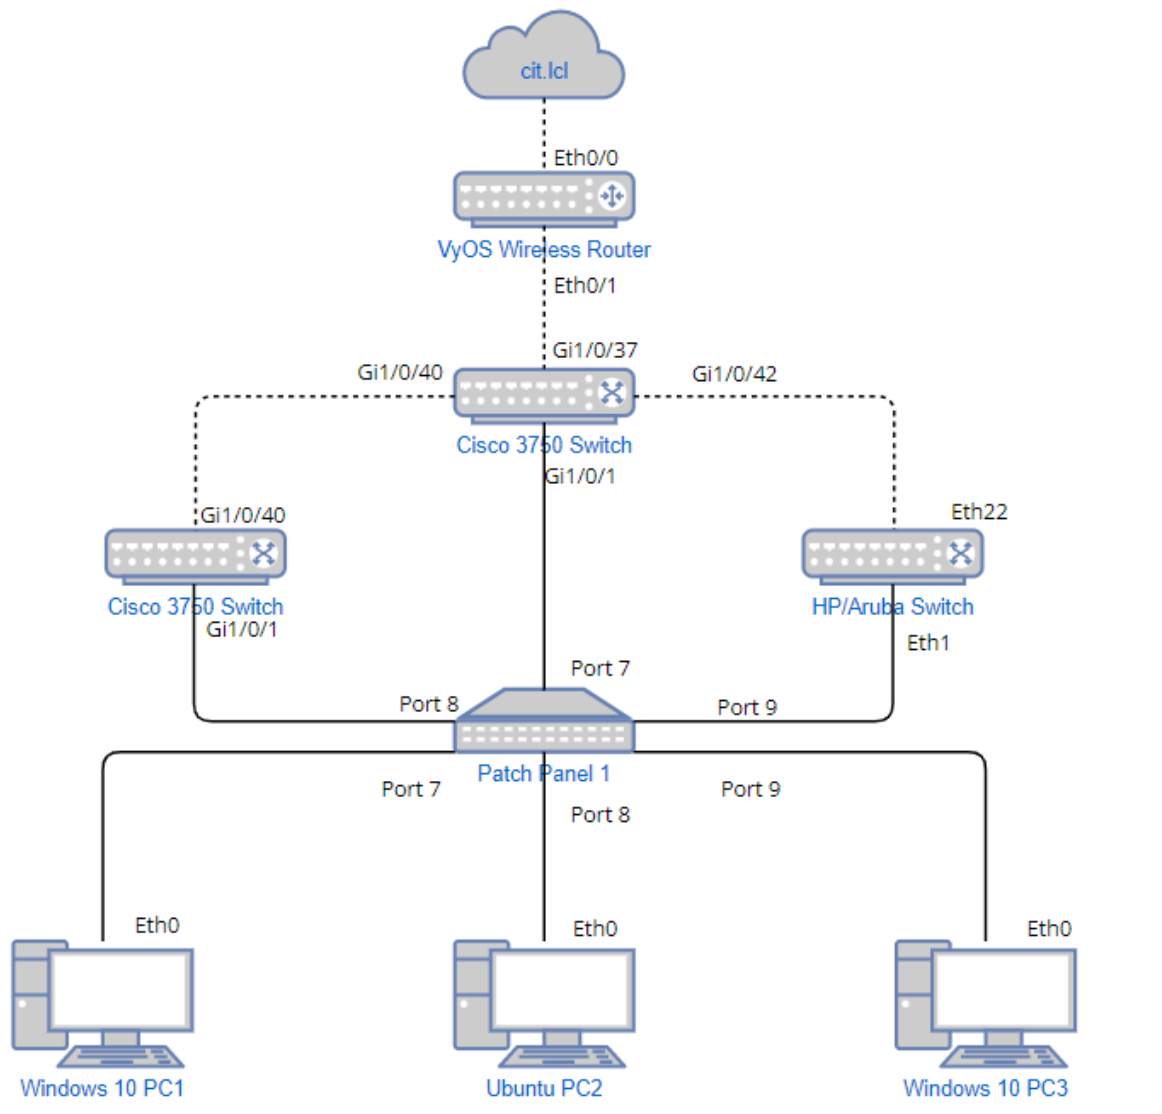 cit.lcl
Eth0/0
VyOS Wireless Router
Eth0/1
Gi1/0/37
Gi1/0/40
Gi1/0/42
Cisco 3750 Switch
Gi1/0/1
Gi1/0/40
Eth22
Cisco 3750 Switch
HP/Aruba Switch
Gi1/0/1
Eth1
Port 7
Port 8
Port 9
Patch Panel 1
Port 7
Port 9
Port 8
Eth0
Eth0
Eth0
Windows 10 PC1
Ubuntu PC2
Windows 10 PC3